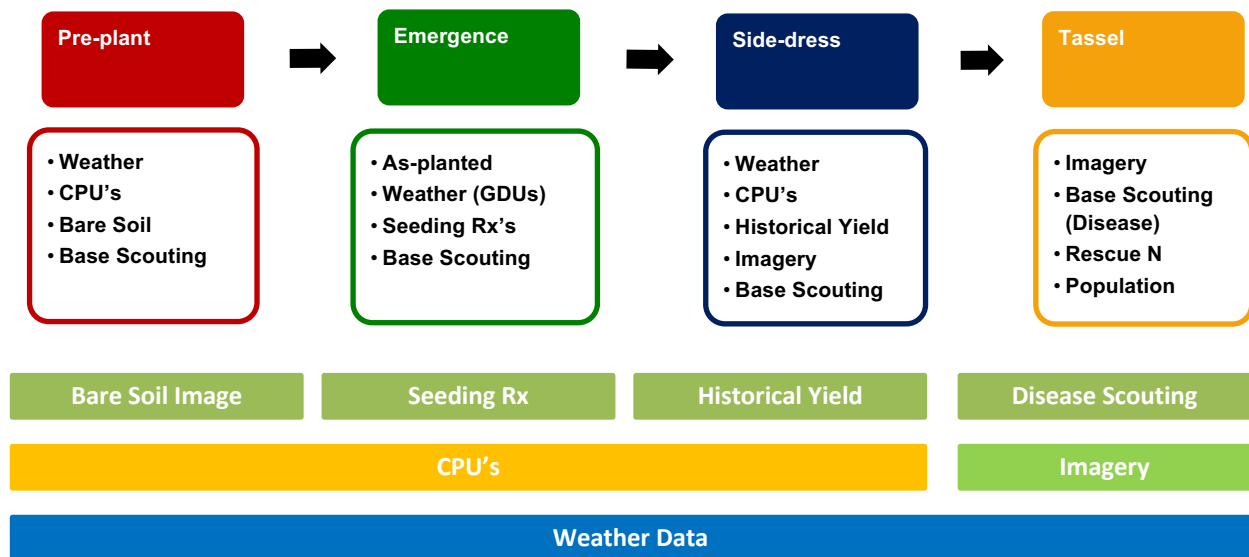 Pre-plant
Emergence
Side-dress
Tassel
• Weather
• CPU’s
• Bare Soil
• Base Scouting
• As-planted
• Weather (GDUs)
• Seeding Rx’s
• Base Scouting
• Weather
• CPU’s
• Historical Yield
• Imagery
• Base Scouting
• Imagery
• Base Scouting
(Disease)
• Rescue N
• Population
Bare Soil Image
Seeding Rx
Historical Yield
Disease Scouting
CPU’s
Imagery
Weather Data